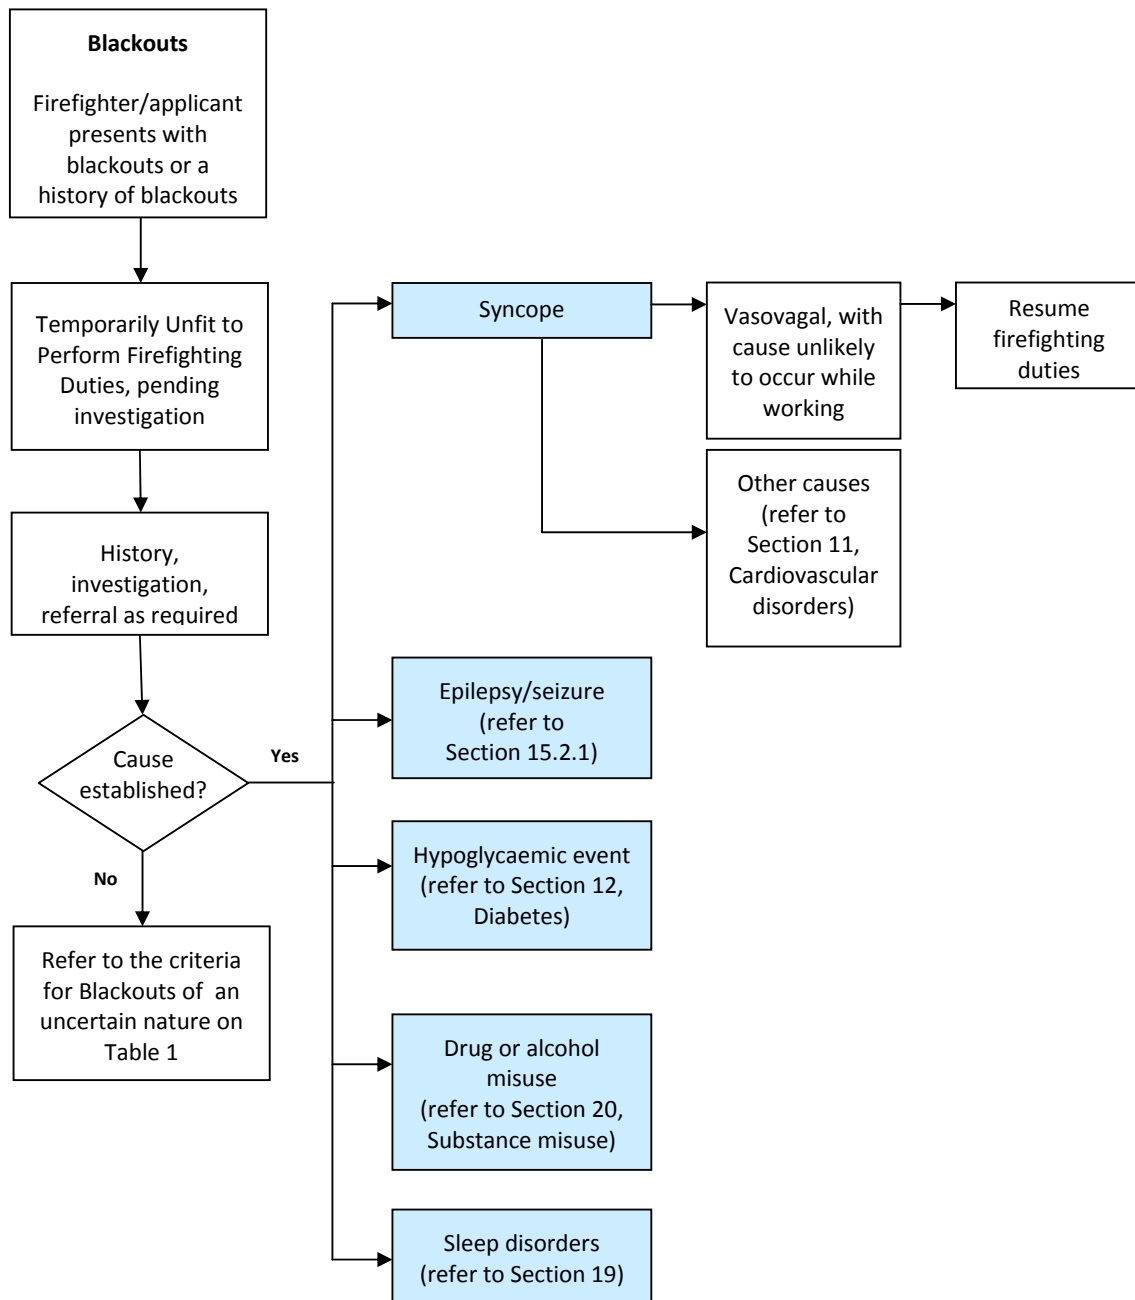 Blackouts
Firefighter/applicant
presents with
blackouts or a
history of blackouts
Temporarily Unfit to
Perform Firefighting
Duties, pending
investigation
History,
investigation,
referral as required
Cause
established?
Yes
No
Refer to the criteria
for Blackouts of  an
uncertain nature on
Table 1
Syncope
Vasovagal, with
cause unlikely
to occur while
working
Resume
firefighting
duties
Other causes
(refer to
Section 11,
Cardiovascular
disorders)
Epilepsy/seizure
(refer to
Section 15.2.1)
Hypoglycaemic event
(refer to Section 12,
Diabetes)
Drug or alcohol
misuse
(refer to Section 20,
Substance misuse)
Sleep disorders
(refer to Section 19)